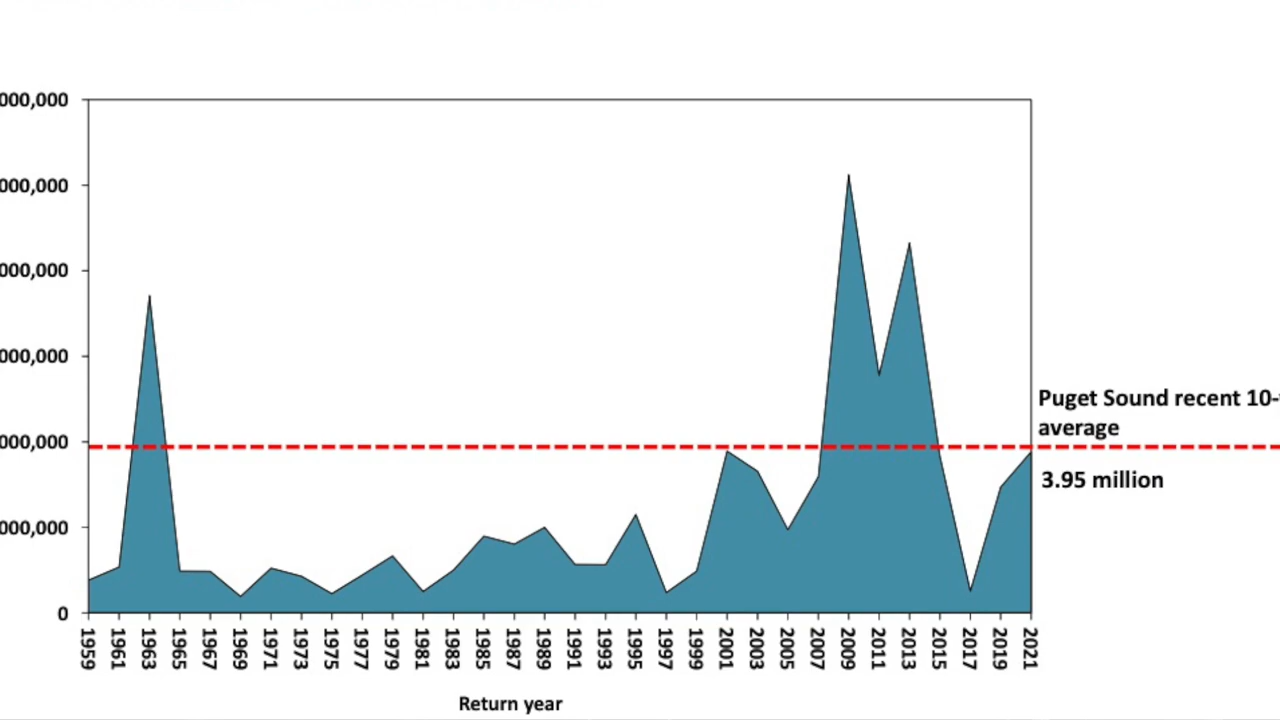 000,000
000,000
000,000
000,000
Puget Sound recent 10-
average
000,000
3.95 million
000,000
0
1959 1961 1963 1965 1967 1969 1971 1973 1975 1977 1979 1981 1983 1985 1987 1989 1991 1993 1995 1997 1999 2001 2003 2005 2007 2009 2011 2013 2015 2017 2019 2021
Return year